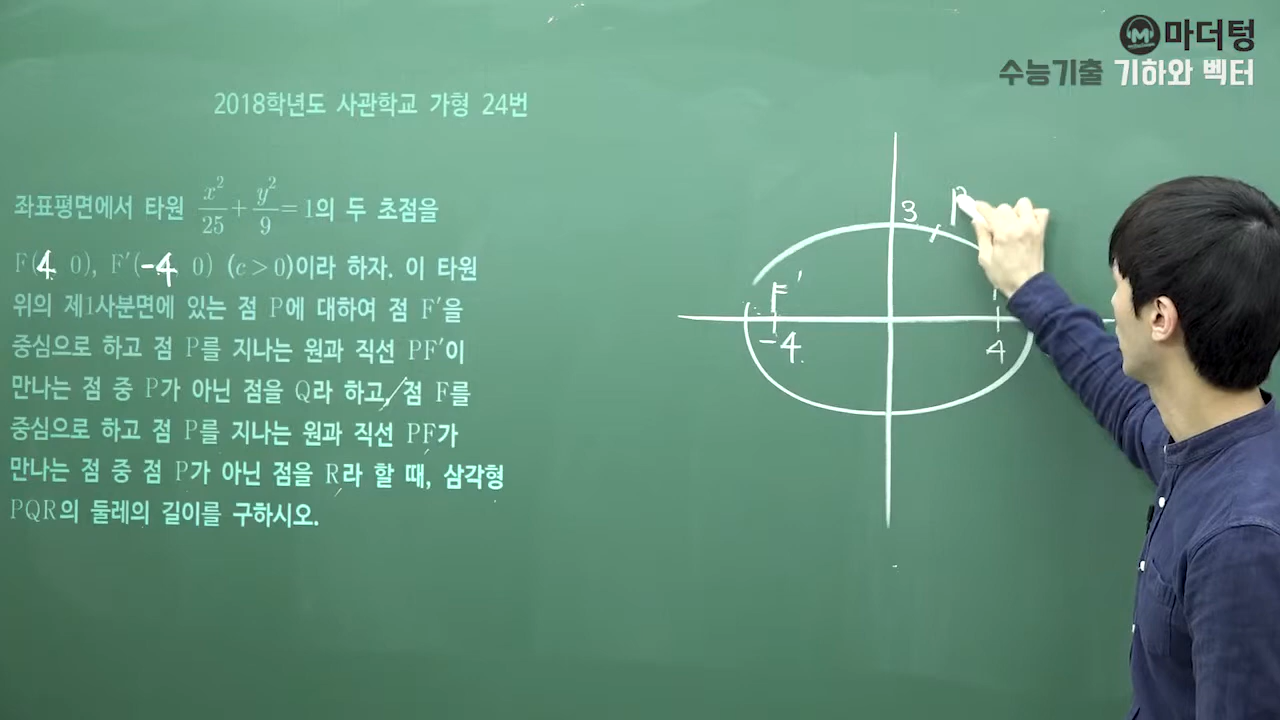 마더텅
수능기출 기하와 벡터
2018학년도 사관학교 가형 24번
좌표평면에서 타원 x²/25 + y²/9 = 1의 두 초점을
F(4, 0), F′(-4, 0) (c > 0)이라 하자. 이 타원
위의 제1사분면에 있는 점 P에 대하여 점 F′을
중심으로 하고 점 P를 지나는 원과 직선 PF′이
만나는 점 중 P가 아닌 점을 Q라 하고, 점 F를
중심으로 하고 점 P를 지나는 원과 직선 PF가
만나는 점 중 점 P가 아닌 점을 R라 할 때, 삼각형
PQR의 둘레의 길이를 구하시오.
3
P
F′
-4
4